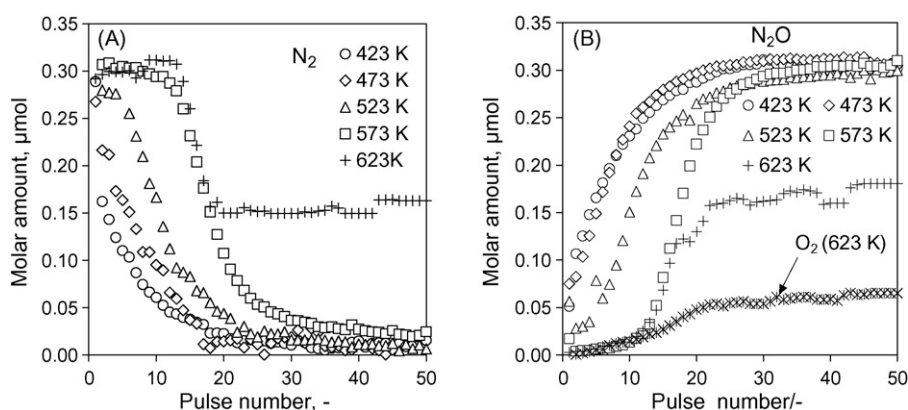 (A)
N2
423 K
473 K
523 K
573 K
623K
Molar amount, µmol
0.35
0.30
0.25
0.20
0.15
0.10
0.05
0.00
0 10 20 30 40 50
Pulse number, -
(B)
N2O
423 K 473 K
523 K 573 K
623 K
O2 (623 K)
Molar amount, µmol
0.35
0.30
0.25
0.20
0.15
0.10
0.05
0.00
0 10 20 30 40 50
Pulse number/-